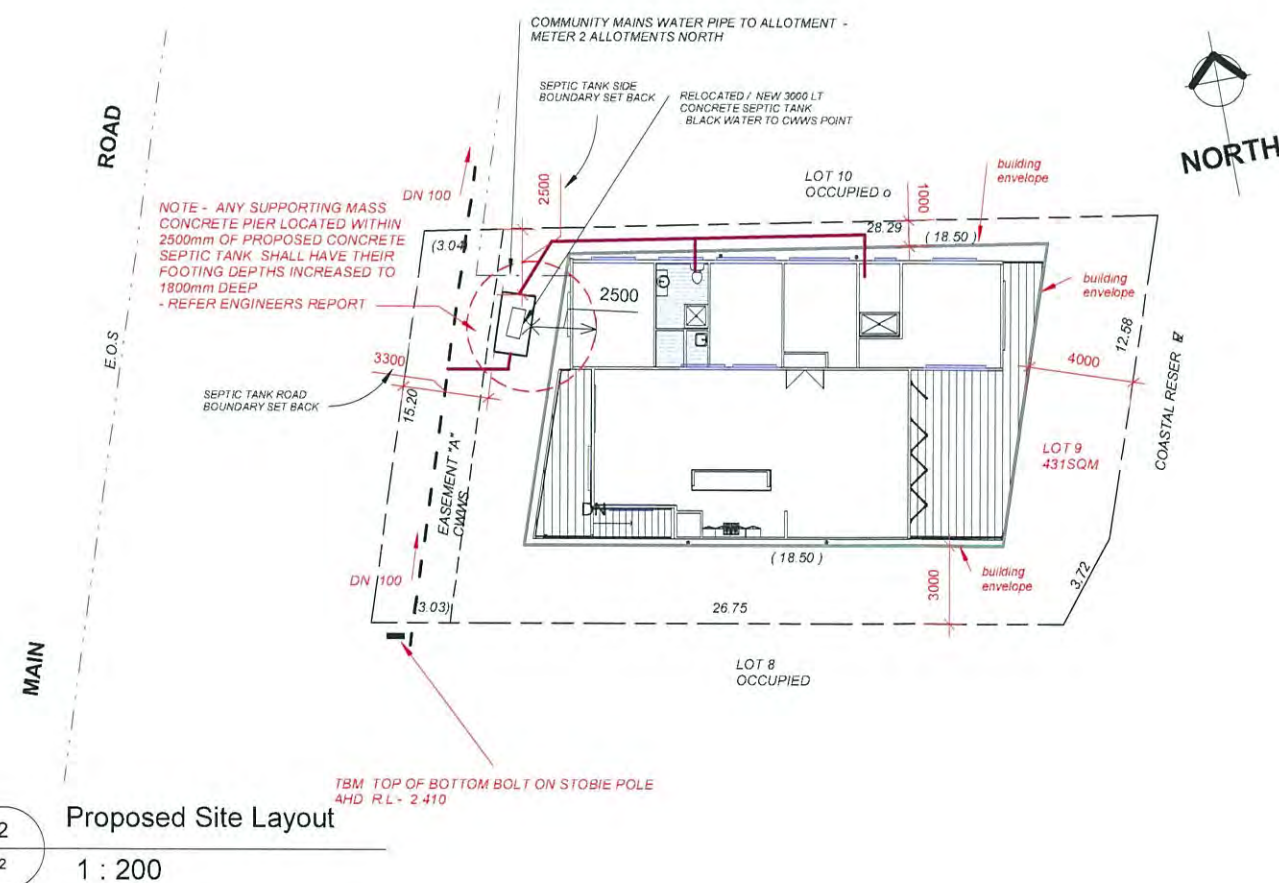 COMMUNITY MAINS WATER PIPE TO ALLOTMENT -
METER 2 ALLOTMENTS NORTH
SEPTIC TANK SIDE
BOUNDARY SET BACK
RELOCATED / NEW 3000 LT
CONCRETE SEPTIC TANK
BLACK WATER TO CWWS POINT
NORTH
ROAD
DN 100
2500
LOT 10
OCCUPIED
1000
building
envelope
NOTE - ANY SUPPORTING MASS
CONCRETE PIER LOCATED WITHIN
2500mm OF PROPOSED CONCRETE
SEPTIC TANK SHALL HAVE THEIR
FOOTING DEPTHS INCREASED TO
1800mm DEEP
- REFER ENGINEERS REPORT
(3.04
28.29
( 18.50 )
building
envelope
2500
E.O.S
3300
12.58
4000
SEPTIC TANK ROAD
BOUNDARY SET BACK
15.20
COASTAL RESER
LOT 9
431SQM
EASEMENT "A"
CWWS
DN
( 18.50 )
DN 100
3000
building
envelope
3.72
3.03)
26.75
MAIN
LOT 8
OCCUPIED
TBM TOP OF BOTTOM BOLT ON STOBIE POLE
AHD R.L - 2.410
2
2
Proposed Site Layout
1 : 200